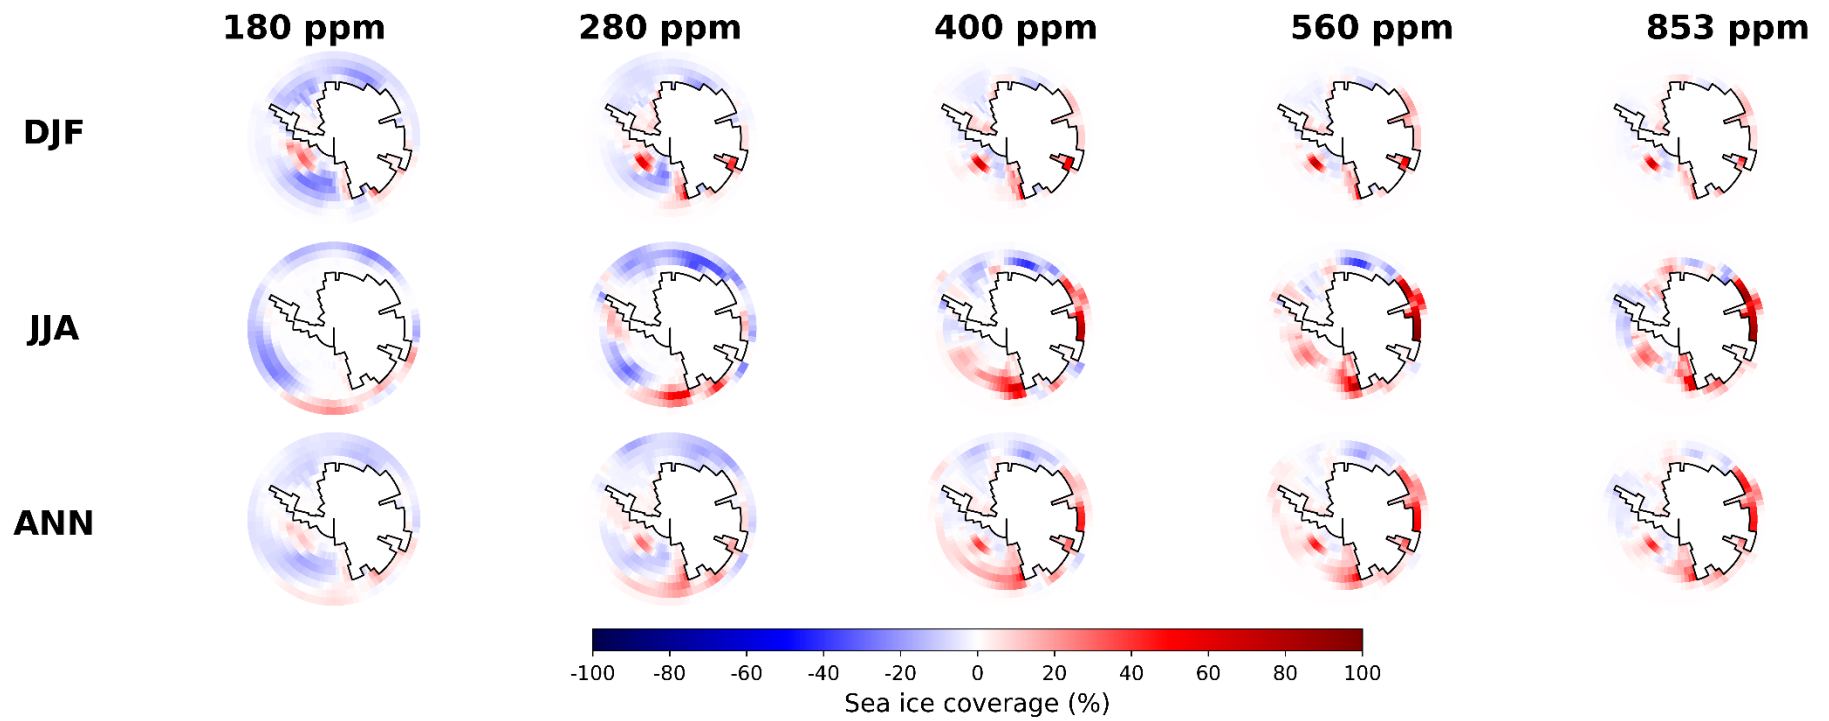 180 ppm 280 ppm 400 ppm 560 ppm 853 ppm
DJF
JJA
ANN
-100 -80 -60 -40 -20 0 20 40 60 80 100
Sea ice coverage (%)